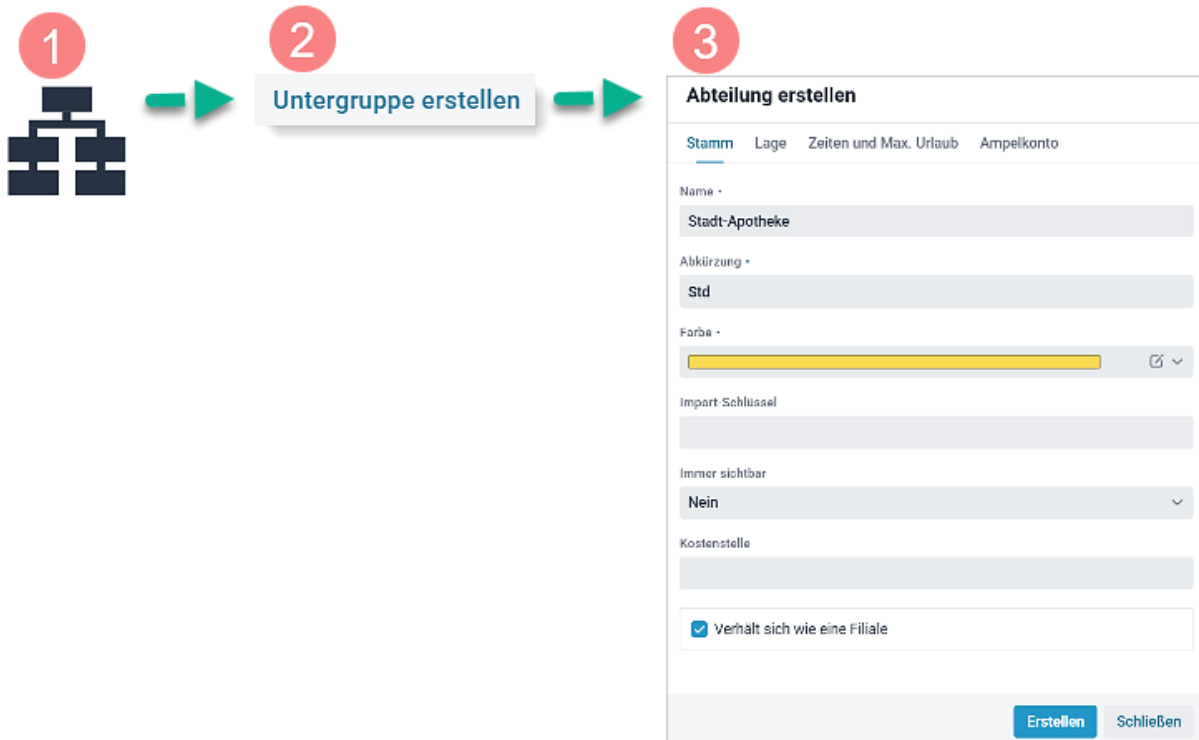 1
2
3
Untergruppe erstellen
Abteilung erstellen
Stamm Lage Zeiten und Max. Urlaub Ampelkonto
Name •
Stadt-Apotheke
Abkürzung •
Std
Farbe •
Import-Schlüssel
Immer sichtbar
Nein
Kostenstelle
Verhält sich wie eine Filiale
Erstellen Schließen